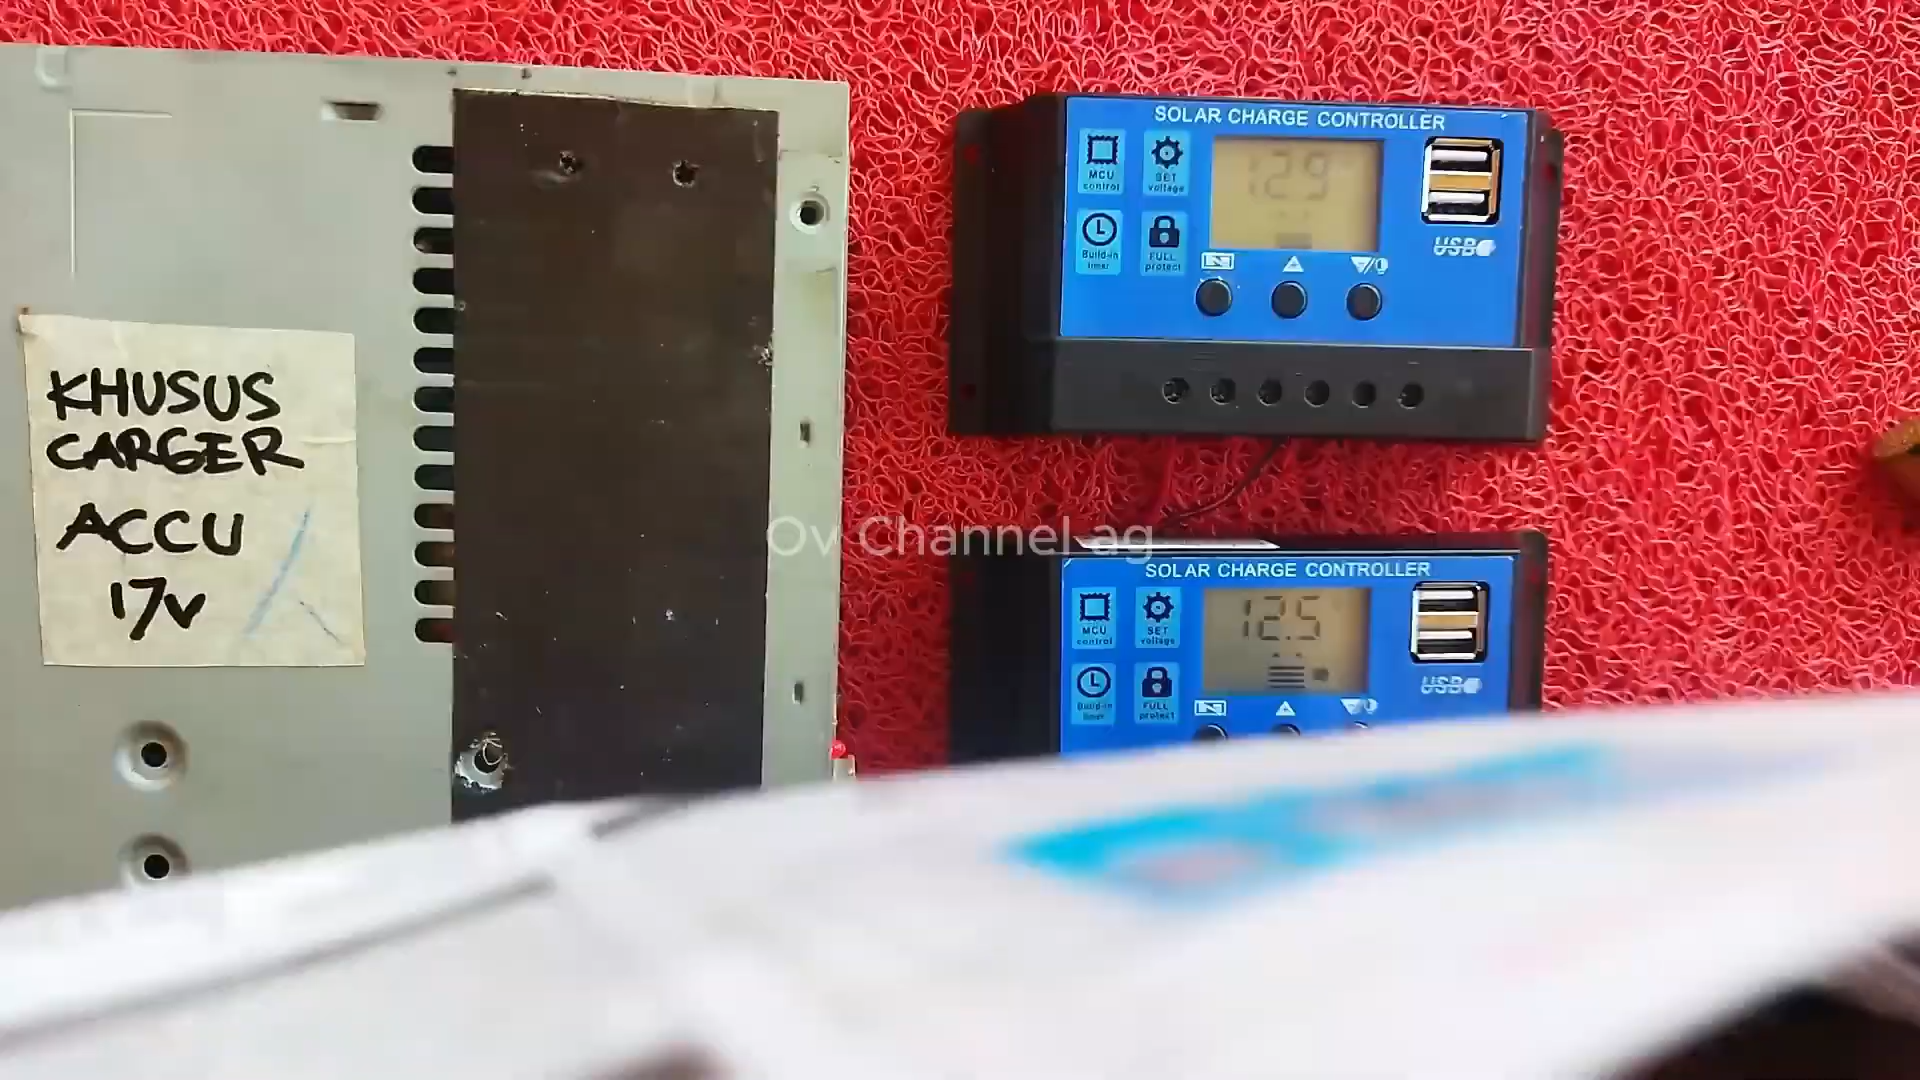 KHUSUS
CARGER
ACCU
17V
SOLAR CHARGE CONTROLLER
MCU
control
SET
voltage
Build-in
timer
FULL
protect
12.9
USB
Ov Channel ag
SOLAR CHARGE CONTROLLER
MCU
control
SET
voltage
Build-in
timer
FULL
protect
12.5
USB